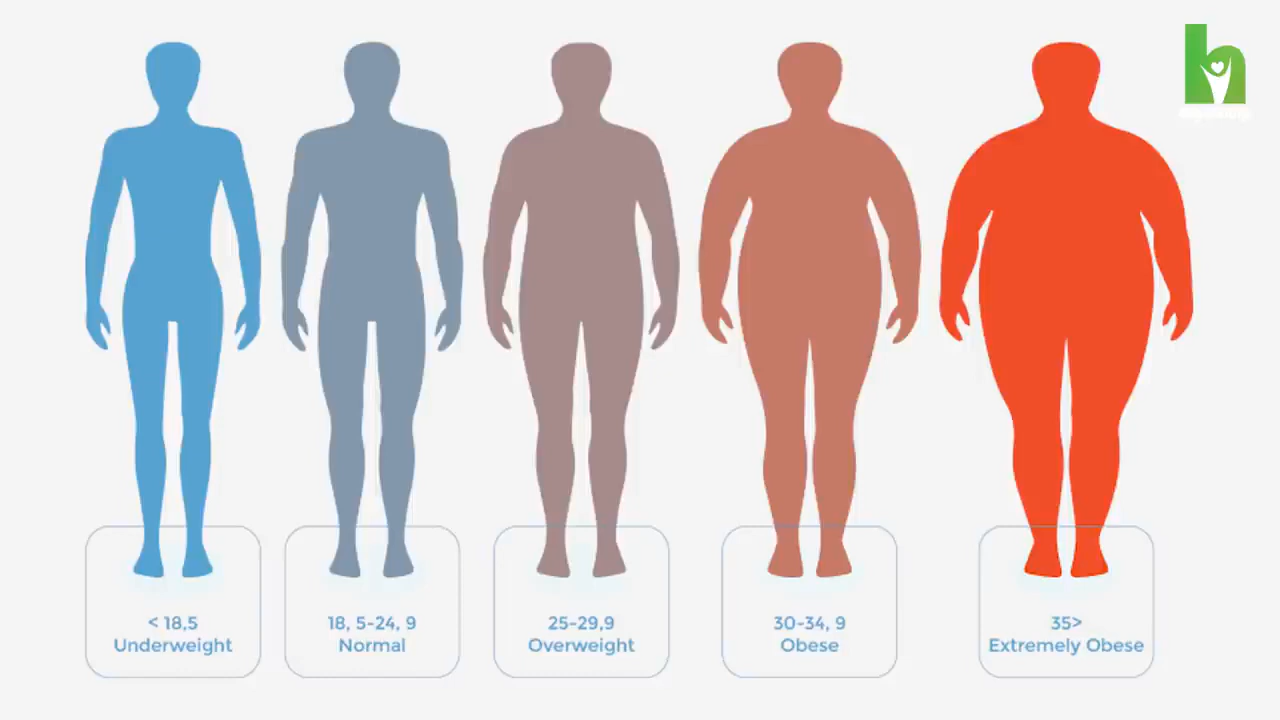 < 18,5
Underweight
18, 5-24, 9
Normal
25-29,9
Overweight
30-34, 9
Obese
35>
Extremely Obese
h